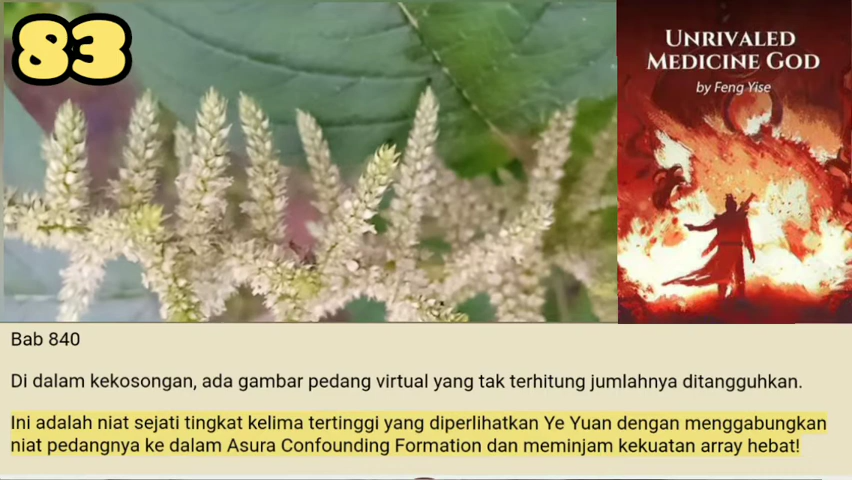 83
UNRIVALED
MEDICINE GOD
by Feng Yise
Bab 840
Di dalam kekosongan, ada gambar pedang virtual yang tak terhitung jumlahnya ditangguhkan.
Ini adalah niat sejati tingkat kelima tertinggi yang diperlihatkan Ye Yuan dengan menggabungkan
niat pedangnya ke dalam Asura Confounding Formation dan meminjam kekuatan array hebat!